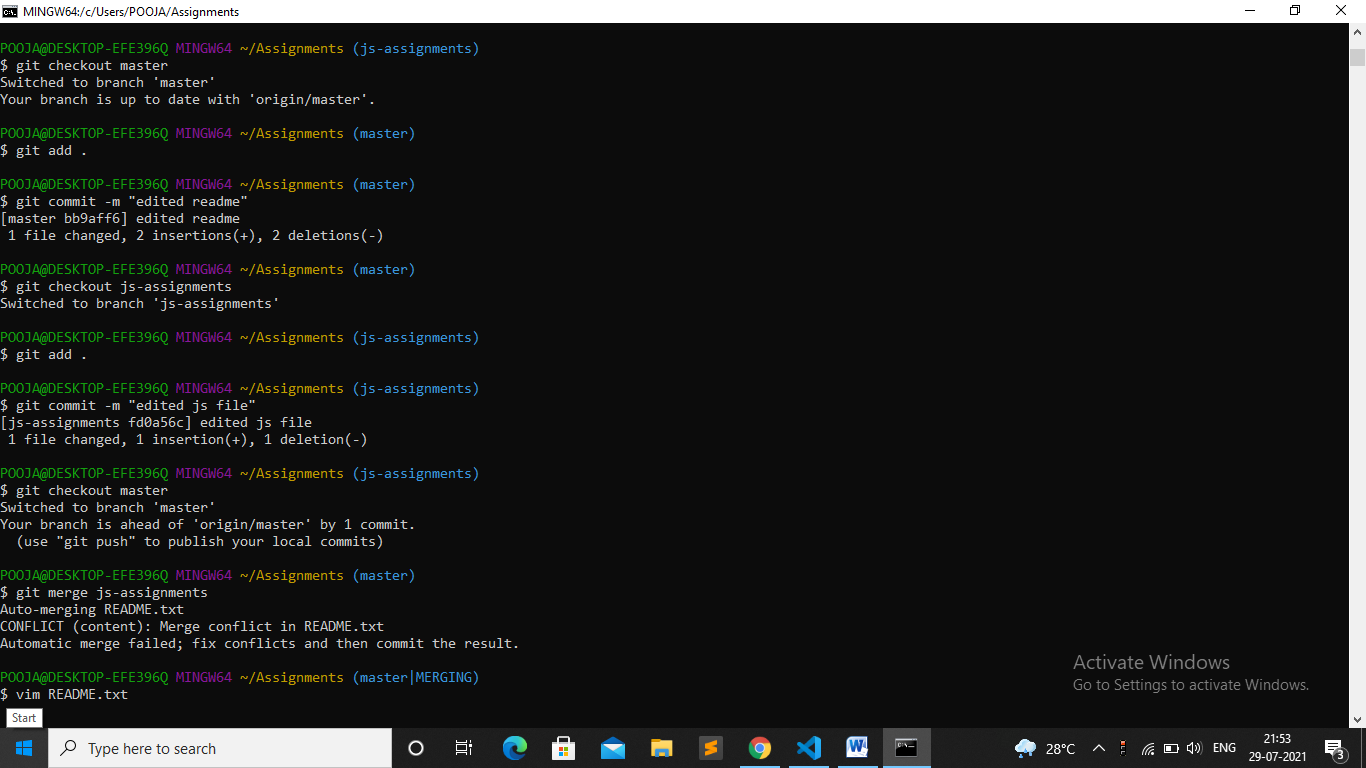 MINGW64:/c/Users/POOJA/Assignments
POOJA@DESKTOP-EFE396Q MINGW64 ~/Assignments (js-assignments)
$ git checkout master
Switched to branch 'master'
Your branch is up to date with 'origin/master'.
POOJA@DESKTOP-EFE396Q MINGW64 ~/Assignments (master)
$ git add .
POOJA@DESKTOP-EFE396Q MINGW64 ~/Assignments (master)
$ git commit -m "edited readme"
[master bb9aff6] edited readme
 1 file changed, 2 insertions(+), 2 deletions(-)
POOJA@DESKTOP-EFE396Q MINGW64 ~/Assignments (master)
$ git checkout js-assignments
Switched to branch 'js-assignments'
POOJA@DESKTOP-EFE396Q MINGW64 ~/Assignments (js-assignments)
$ git add .
POOJA@DESKTOP-EFE396Q MINGW64 ~/Assignments (js-assignments)
$ git commit -m "edited js file"
[js-assignments fd0a56c] edited js file
 1 file changed, 1 insertion(+), 1 deletion(-)
POOJA@DESKTOP-EFE396Q MINGW64 ~/Assignments (js-assignments)
$ git checkout master
Switched to branch 'master'
Your branch is ahead of 'origin/master' by 1 commit.
  (use "git push" to publish your local commits)
POOJA@DESKTOP-EFE396Q MINGW64 ~/Assignments (master)
$ git merge js-assignments
Auto-merging README.txt
CONFLICT (content): Merge conflict in README.txt
Automatic merge failed; fix conflicts and then commit the result.
POOJA@DESKTOP-EFE396Q MINGW64 ~/Assignments (master|MERGING)
$ vim README.txt
Activate Windows
Go to Settings to activate Windows.
Start
Type here to search
28°C
ENG
21:53
29-07-2021
3